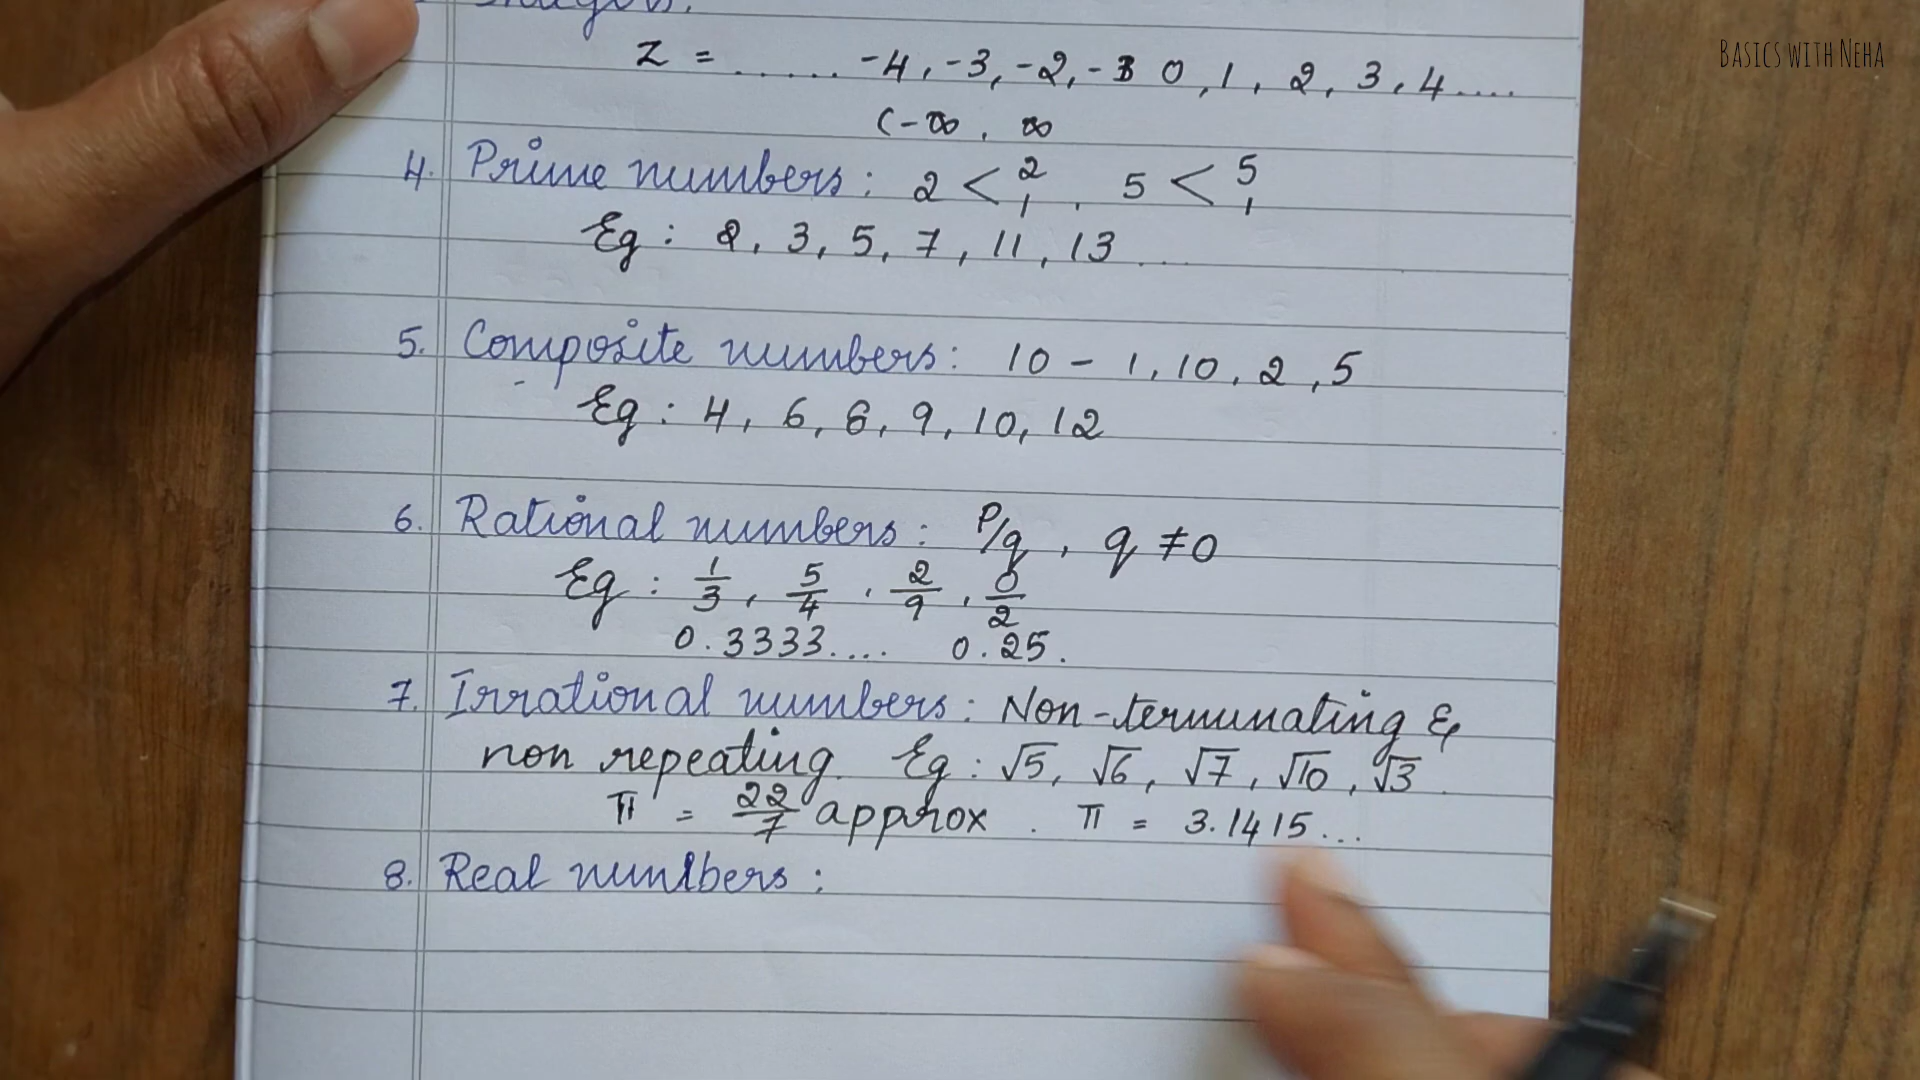 Integers.
BASICS WITH NEHA
Z = ..... -4, -3, -2, -1 0, 1, 2, 3, 4....
(-∞, ∞
4. Prime numbers: 2 < 2 1, 5 < 5 1
Eg: 2, 3, 5, 7, 11, 13...
5. Composite numbers: 10 - 1, 10, 2, 5
Eg: 4, 6, 8, 9, 10, 12
6. Rational numbers: P/q, q ≠ 0
Eg: 1/3, 5/4, 2/9, 0/2
0.3333.... 0.25.
7. Irrational numbers: Non-terminating &
non repeating. Eg: √5, √6, √7, √10, √3.
π = 22/7 approx. π = 3.1415...
8. Real numbers: